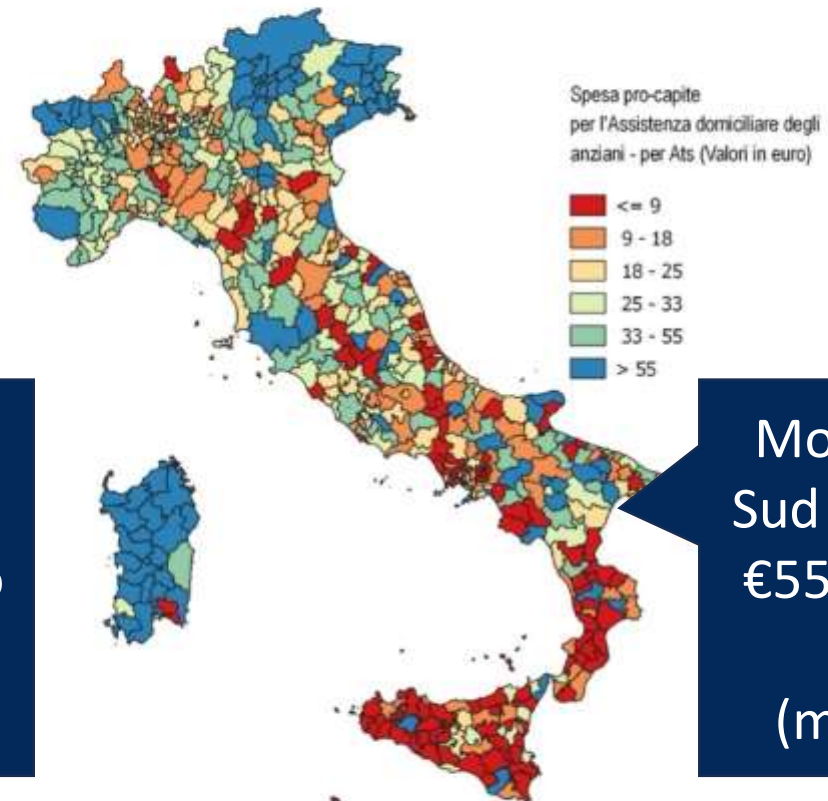 Spesa pro-capite
per l'Assistenza domiciliare degli
anziani - per Ats (Valori in euro)
<= 9
9 - 18
18 - 25
25 - 33
33 - 55
> 55
Sud
€55